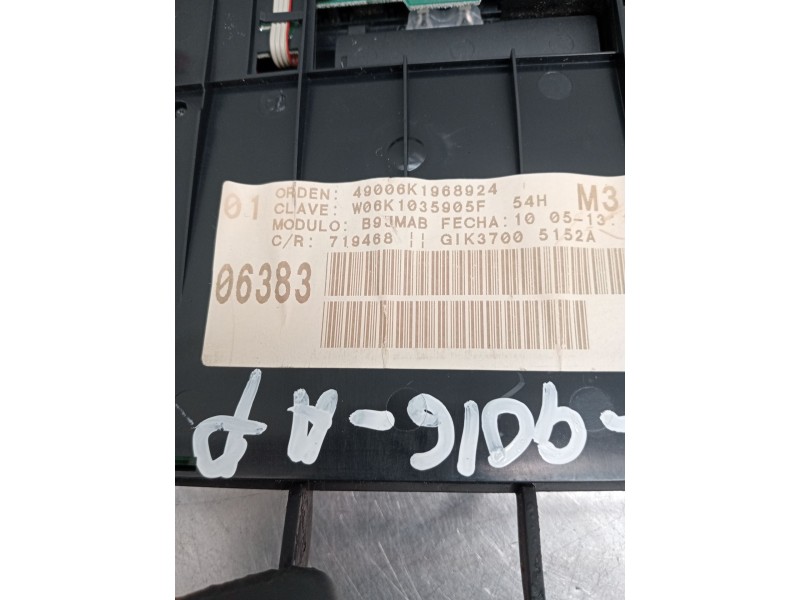 01 ORDEN: 49006K1968924
CLAVE: W06K1035905F 54H M3
MODULO: B9JMAB FECHA:10 05-13.
C/R: 719468 || GIK3700 5152A
06383